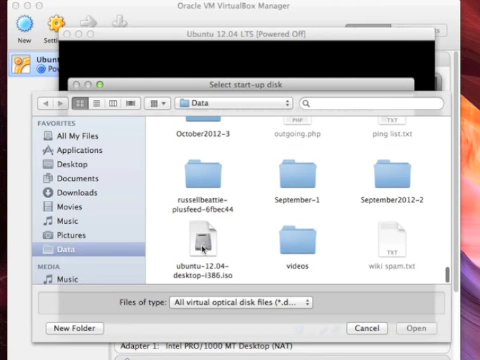 Oracle VM VirtualBox Manager
New
Ubuntu 12.04 LTS [Powered Off]
Select start-up disk
Data
FAVORITES
All My Files
Applications
Desktop
Documents
Downloads
Movies
Music
Pictures
Data
MEDIA
Music
October2012-3
outgoing.php
ping list.txt
russellbeattie-
plusfeed-6fbec44
September-1
September2012-2
ubuntu-12.04-
desktop-i386.iso
videos
wiki spam.txt
Files of type:
All virtual optical disk files (*.d...
New Folder
Cancel
Open
Adapter 1: Intel PRO/1000 MT Desktop (NAT)